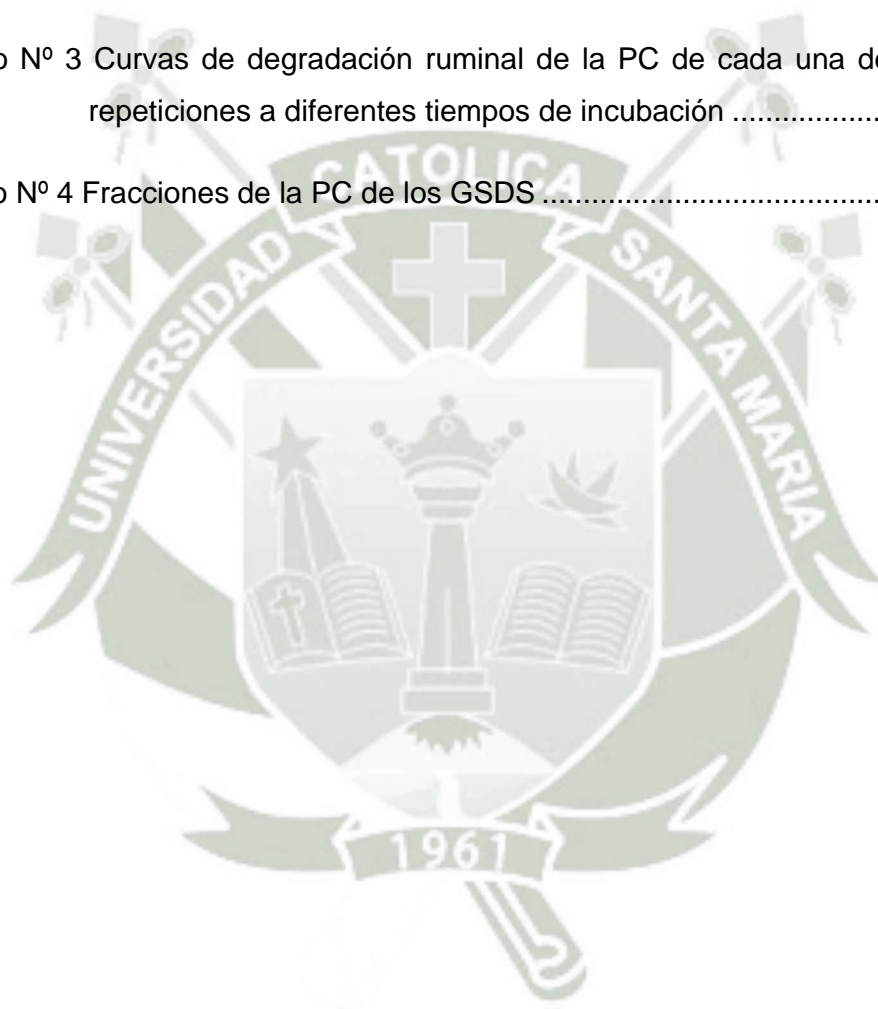 o Nº 3 Curvas de degradación ruminal de la PC de cada una de
repeticiones a diferentes tiempos de incubación ..................
o Nº 4 Fracciones de la PC de los GSDS .........................................
UNIVERSIDAD CATOLICA SANTA MARIA
1961